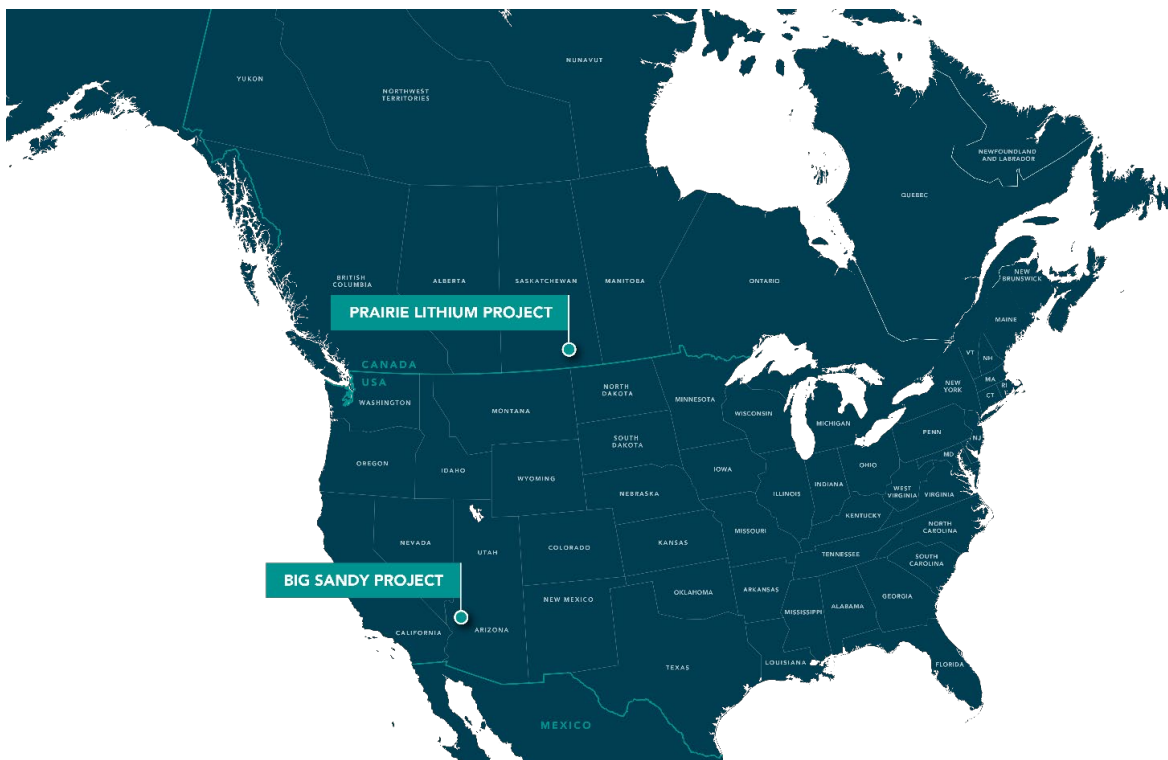 YUKON
NORTHWEST
TERRITORIES
NUNAVUT
NEWFOUNDLAND
AND LABRADOR
QUEBEC
BRITISH
COLUMBIA
ALBERTA
SASKATCHEWAN
MANITOBA
ONTARIO
NEW
BRUNSWICK
PRAIRIE LITHIUM PROJECT
MAINE
CANADA
USA
VT
NH
WASHINGTON
MONTANA
NORTH
DAKOTA
MINNESOTA
WISCONSIN
MICHIGAN
NEW
YORK
MA
CT
RI
OREGON
IDAHO
WYOMING
SOUTH
DAKOTA
IOWA
NEBRASKA
ILLINOIS
INDIANA
OHIO
PENN
NJ
MD
WEST
VIRGINIA
VIRGINIA
NEVADA
UTAH
COLORADO
KANSAS
MISSOURI
KENTUCKY
NORTH
CAROLINA
TENNESSEE
SOUTH
CAROLINA
BIG SANDY PROJECT
NEW MEXICO
OKLAHOMA
ARKANSAS
MISSISSIPPI
ALABAMA
GEORGIA
CALIFORNIA
ARIZONA
TEXAS
LOUISIANA
FLORIDA
MEXICO